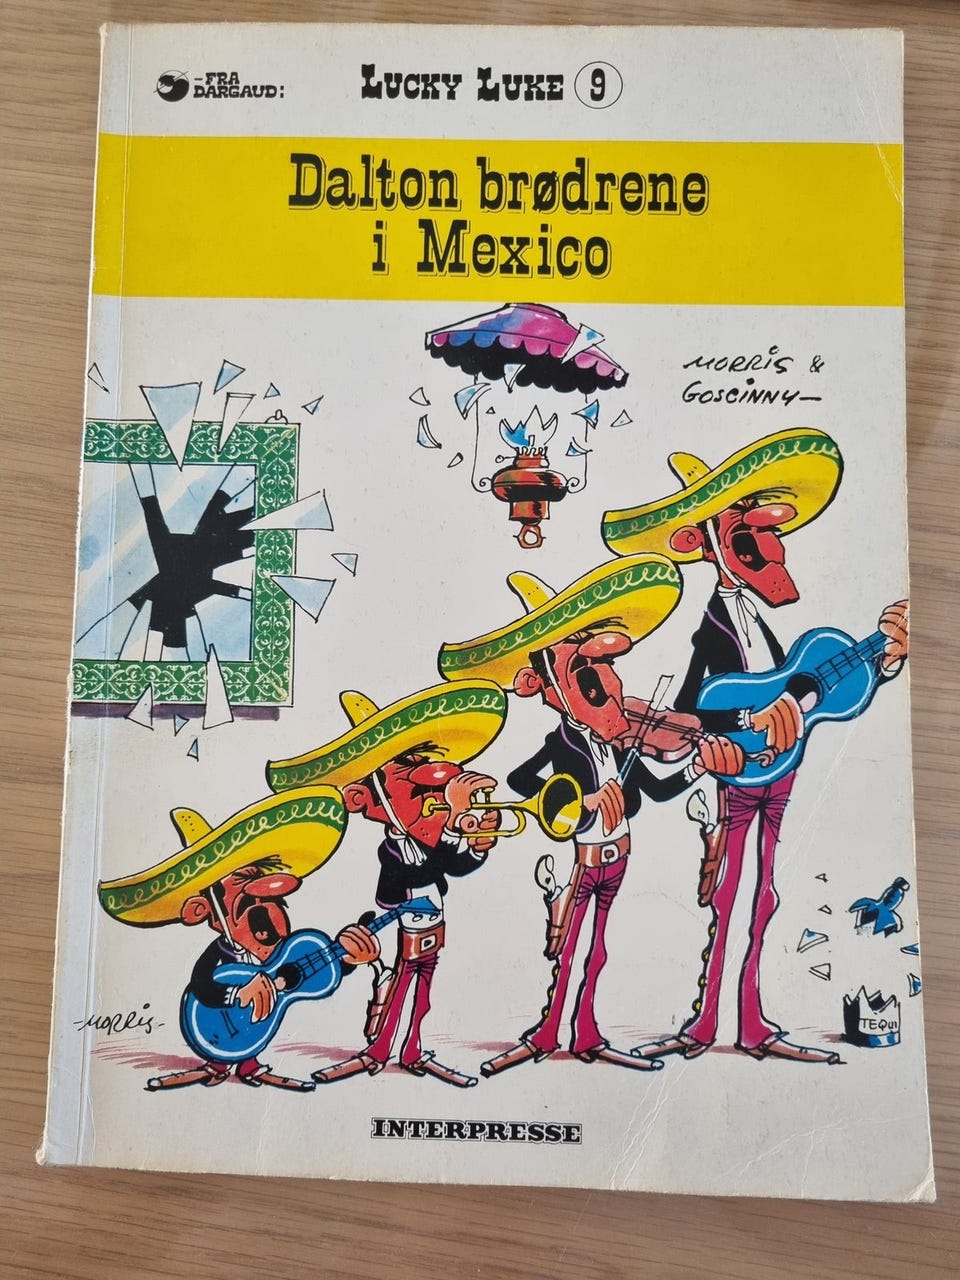 -FRA
DARGAUD:
LUCKY LUKE 9
Dalton brødrene
i Mexico
MORRIS &
GOSCINNY-
TEQUI
-MORRIS-
INTERPRESSE